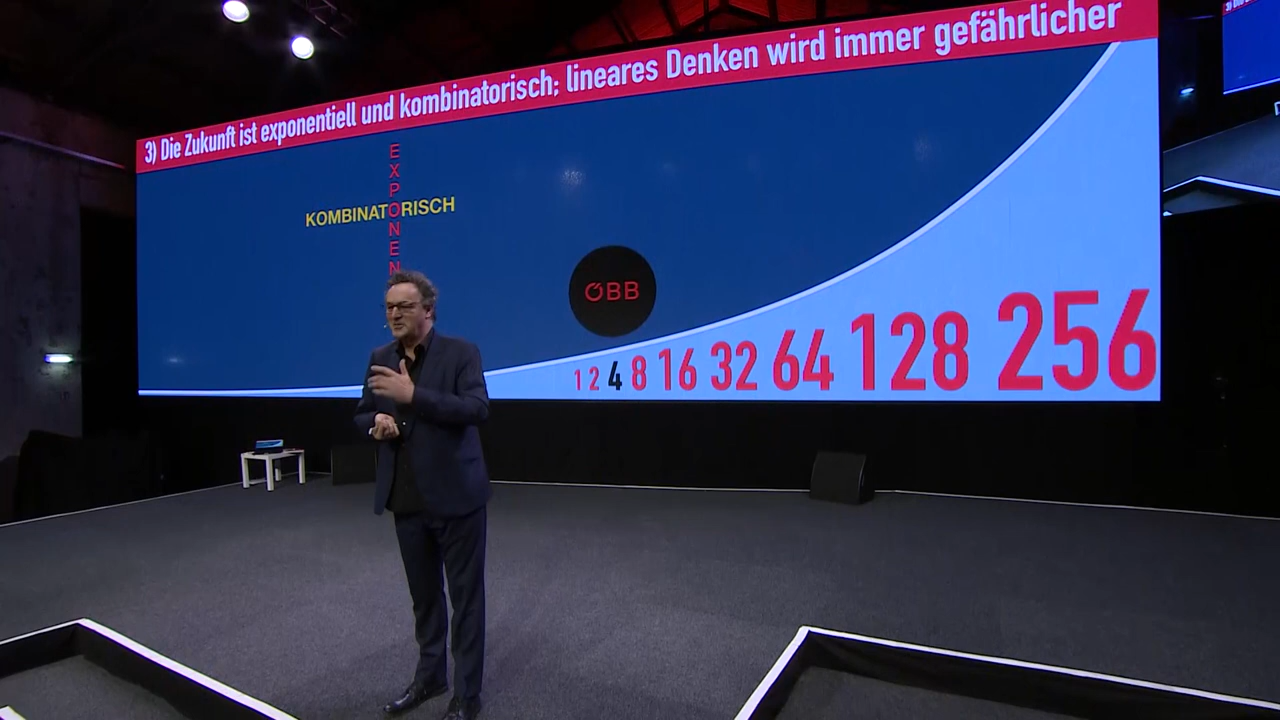 3) Die Zukunft ist exponentiell und kombinatorisch; lineares Denken wird immer gefährlicher
EXPONEN
KOMBINATORISCH
ÖBB
1 2 4 8 16 32 64 128 256